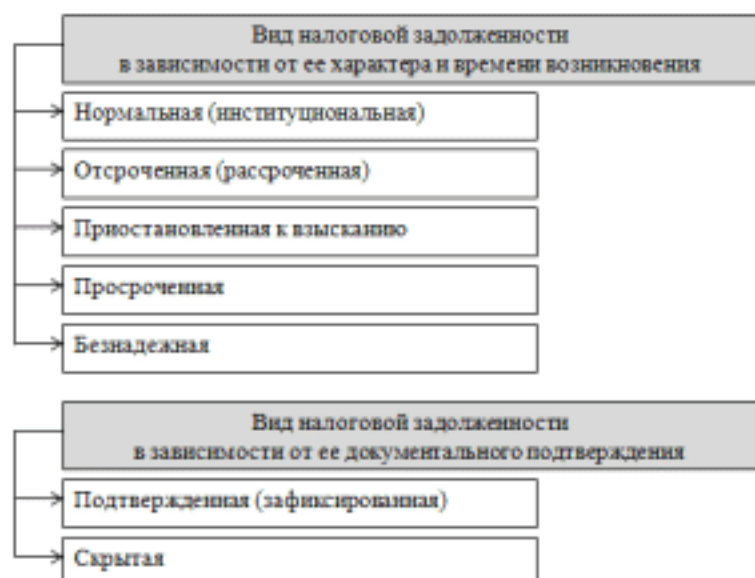 Вид налоговой задолженности
в зависимости от ее характера и времени возникновения
Нормальная (институциональная)
Отсроченная (рассроченная)
Приостановленная к взысканию
Просроченная
Безнадежная
Вид налоговой задолженности
в зависимости от ее документального подтверждения
Подтвержденная (зафиксированная)
Скрытая